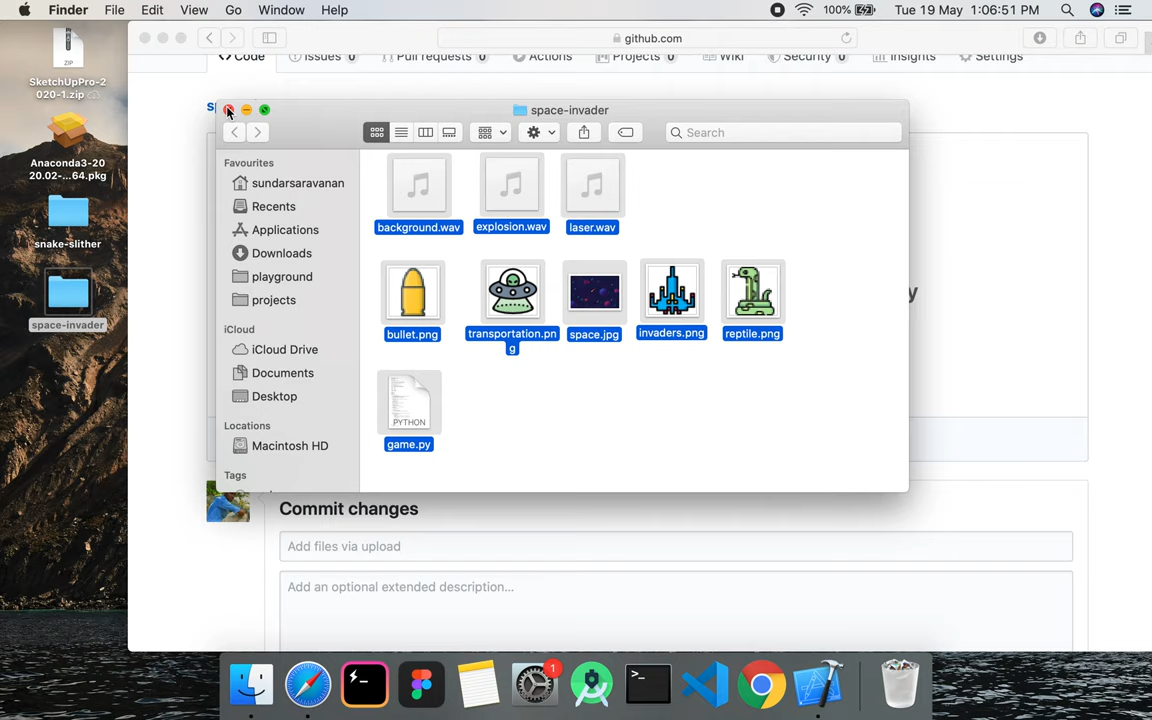 Finder File Edit View Go Window Help 100% Tue 19 May 1:06:51 PM
github.com
Code Issues 0 Pull requests 0 Actions Projects 0 Wiki Security 0 Insights Settings
ZIP
SketchUpPro-2
020-1.zip
Anaconda3-20
20.02-...64.pkg
snake-slither
space-invader
space-invader
Search
Favourites
sundarsaravanan
Recents
Applications
Downloads
playground
projects
iCloud
iCloud Drive
Documents
Desktop
Locations
Macintosh HD
Tags
background.wav explosion.wav laser.wav
bullet.png transportation.pn
g space.jpg invaders.png reptile.png
PYTHON
game.py
Commit changes
Add files via upload
Add an optional extended description...
1